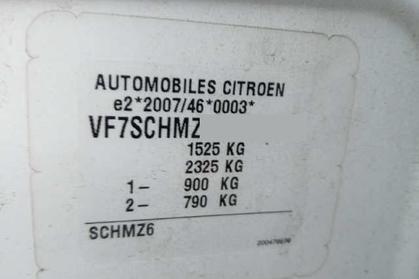 AUTOMOBILES CITROEN
e2*2007/46*0003*
VF7SCHMZ
1525 KG
2325 KG
1- 900 KG
2- 790 KG
SCHMZ6